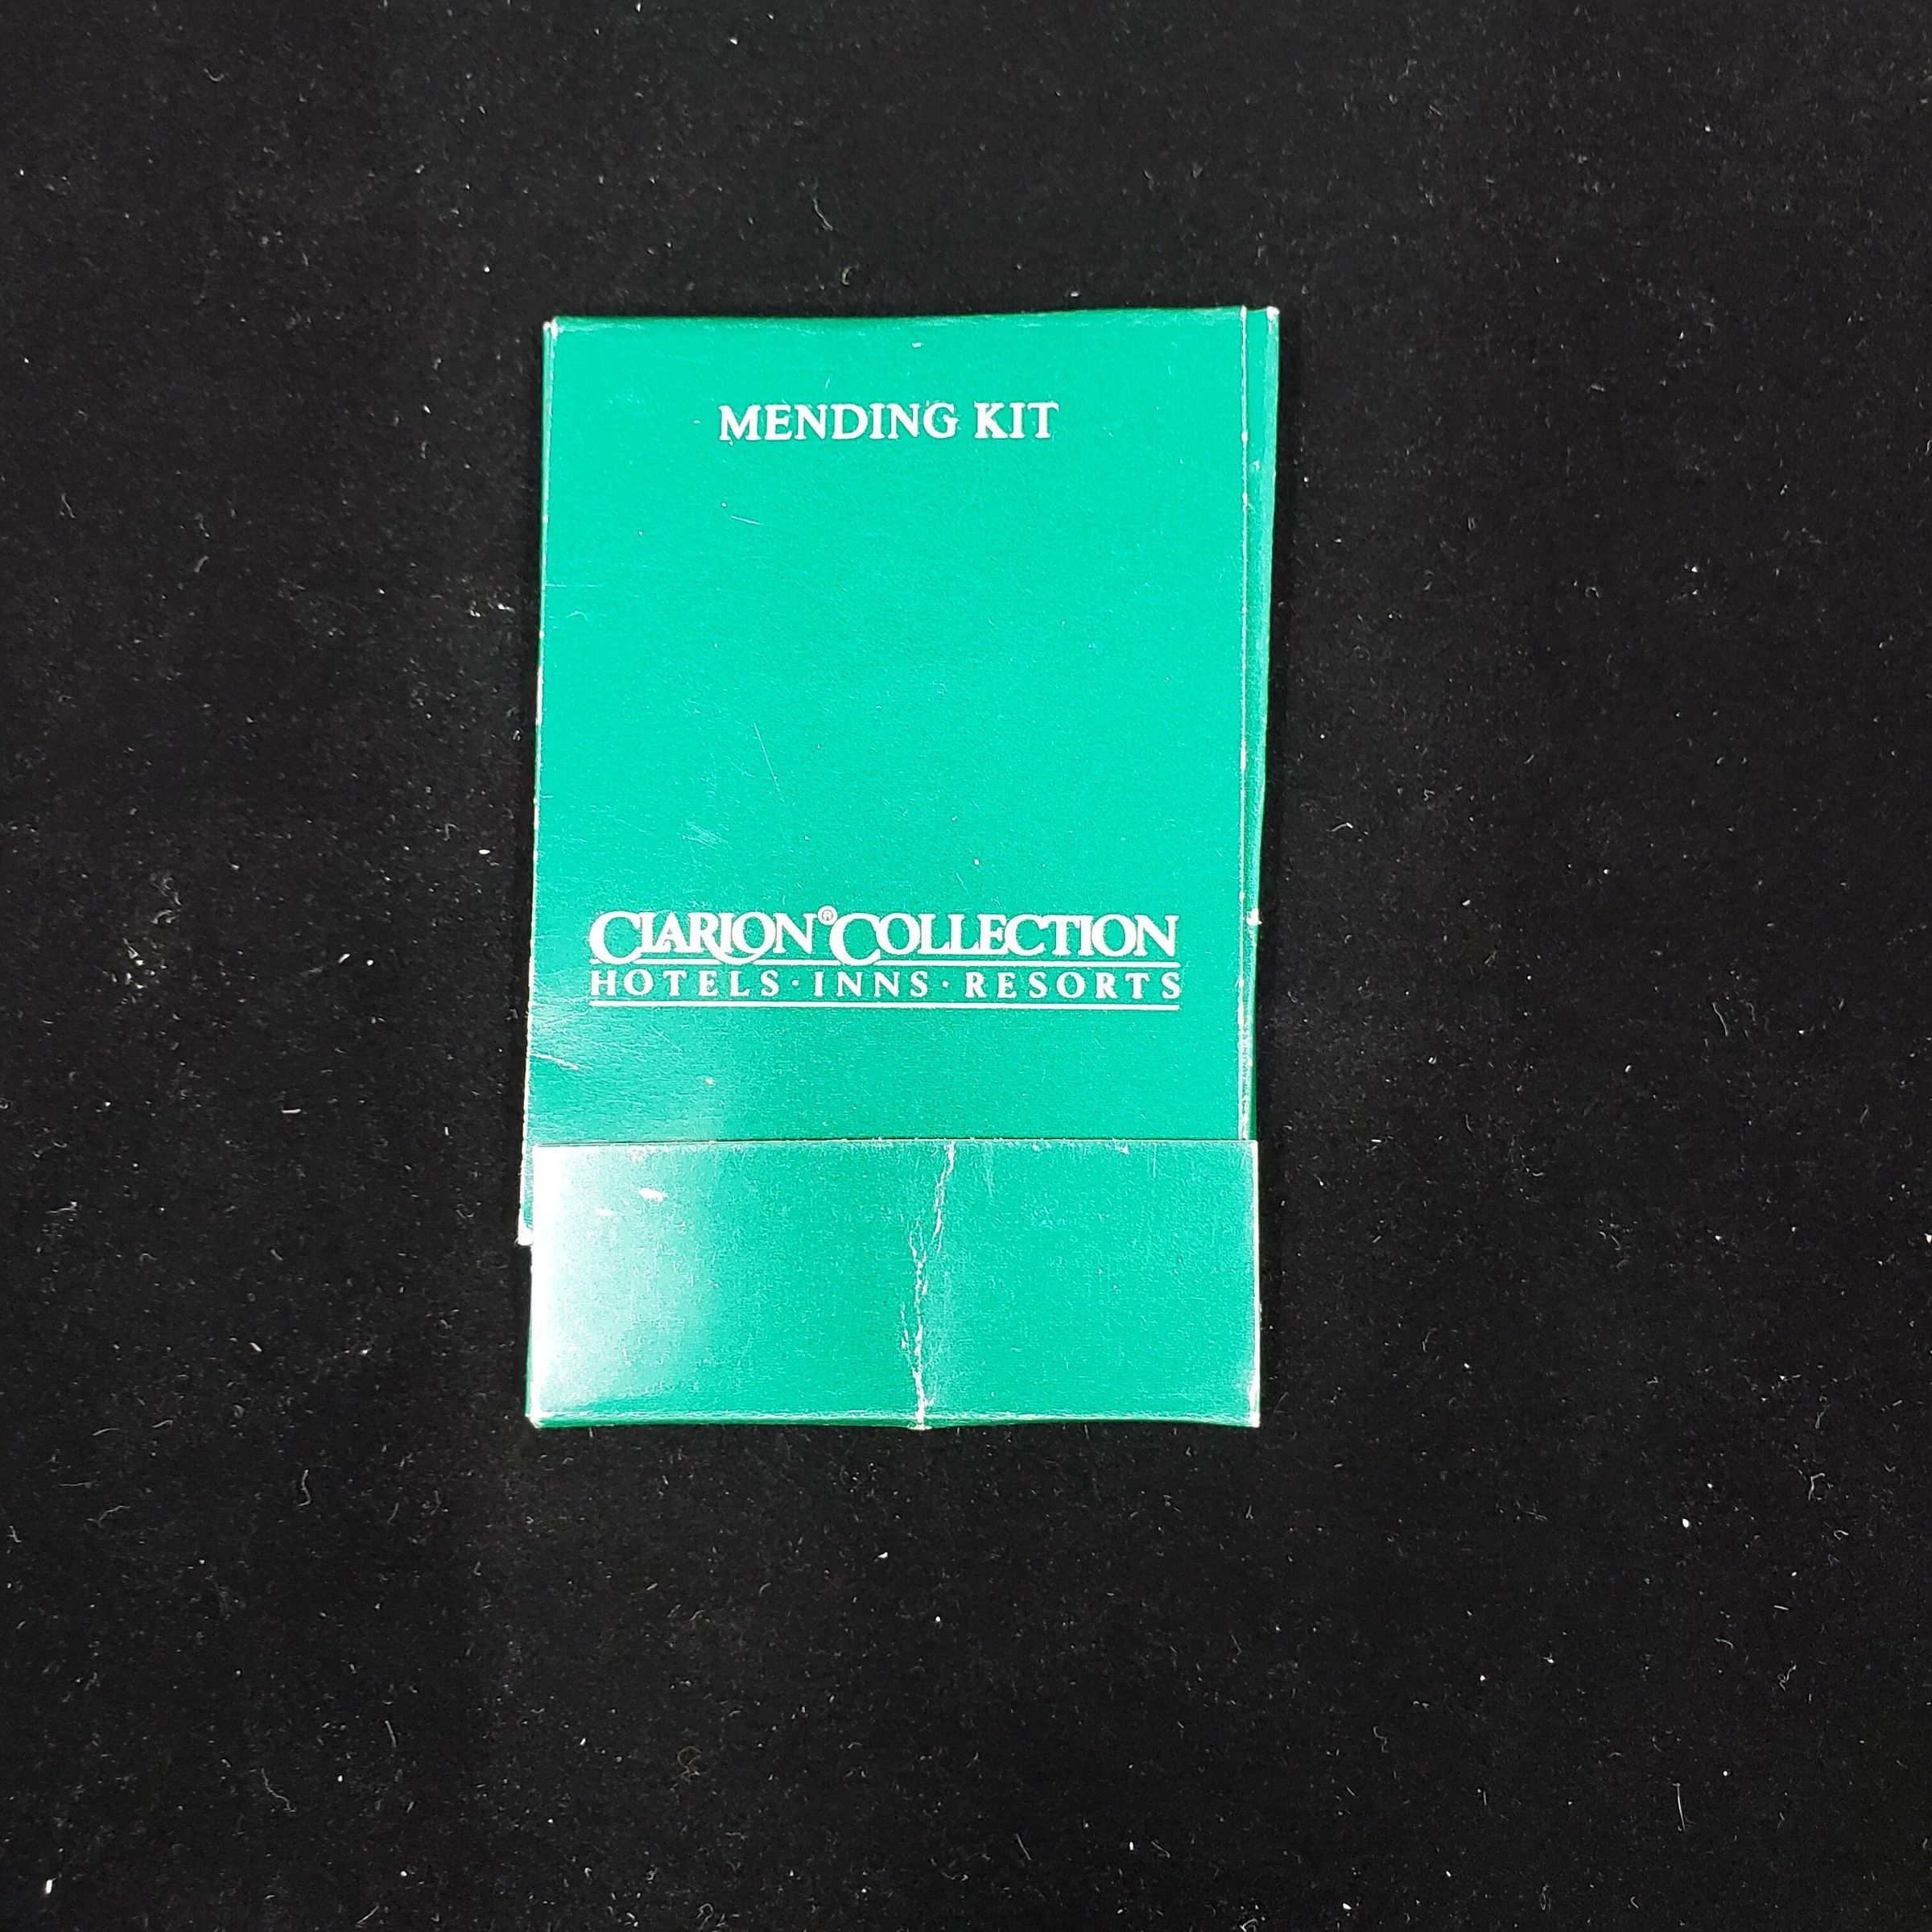 MENDING KIT
CLARION® COLLECTION
HOTELS · INNS · RESORTS